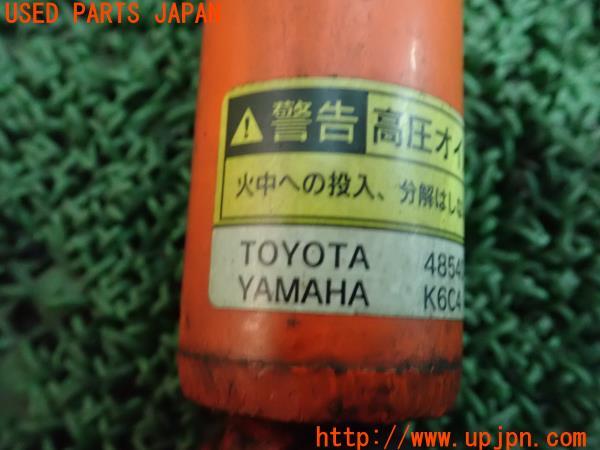 USED PARTS JAPAN
警告 高圧オイ
火中への投入、分解はしな
TOYOTA 4854
YAMAHA K6C4
http://www.upjpn.com/